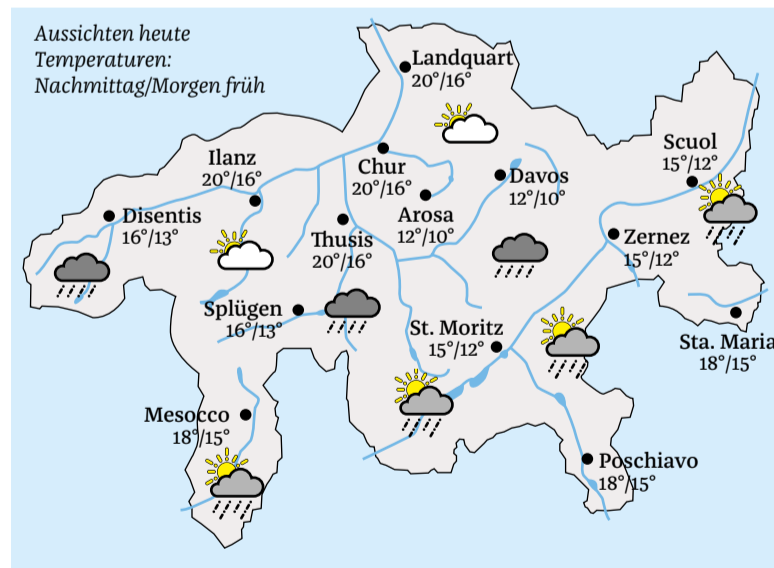 Aussichten heute
Temperaturen:
Nachmittag/Morgen früh
Landquart
20°/16°
Ilanz
20°/16°
Chur
20°/16°
Scuol
15°/12°
Davos
12°/10°
Arosa
12°/10°
Disentis
16°/13°
Thusis
20°/16°
Zernez
15°/12°
Splügen
16°/13°
St. Moritz
15°/12°
Sta. Maria
18°/15°
Mesocco
18°/15°
Poschiavo
18°/15°